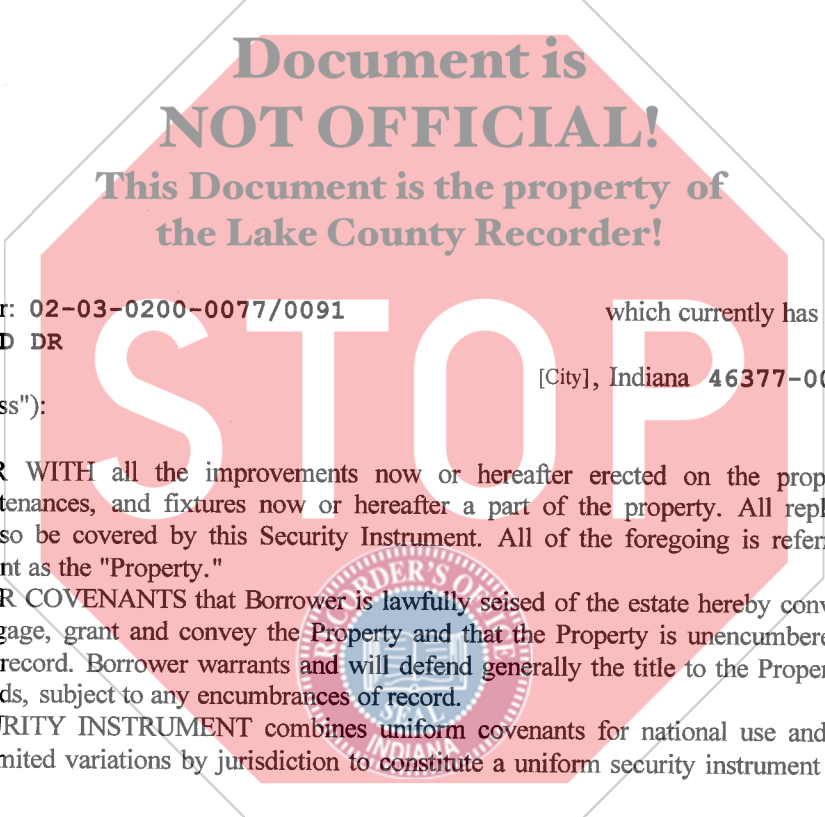 Document is
NOT OFFICIAL!
This Document is the property of
the Lake County Recorder!
STOP
r: 02-03-0200-0077/0091 which currently has
D DR
[City], Indiana 46377-00
ss"):
R WITH all the improvements now or hereafter erected on the prop
tenances, and fixtures now or hereafter a part of the property. All repl
so be covered by this Security Instrument. All of the foregoing is refer
nt as the "Property."
R COVENANTS that Borrower is lawfully seised of the estate hereby conv
gage, grant and convey the Property and that the Property is unencumbere
record. Borrower warrants and will defend generally the title to the Proper
ds, subject to any encumbrances of record.
URITY INSTRUMENT combines uniform covenants for national use and
mited variations by jurisdiction to constitute a uniform security instrument
RECORDER'S OFFICE
SEAL
INDIANA